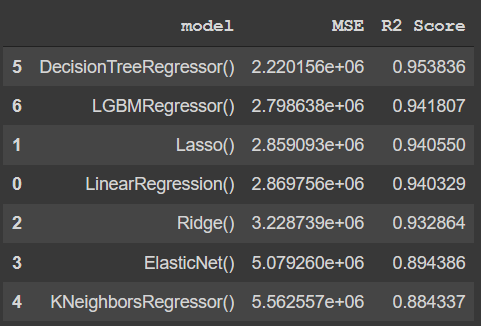 model MSE R2 Score
5 DecisionTreeRegressor() 2.220156e+06 0.953836
6 LGBMRegressor() 2.798638e+06 0.941807
1 Lasso() 2.859093e+06 0.940550
0 LinearRegression() 2.869756e+06 0.940329
2 Ridge() 3.228739e+06 0.932864
3 ElasticNet() 5.079260e+06 0.894386
4 KNeighborsRegressor() 5.562557e+06 0.884337